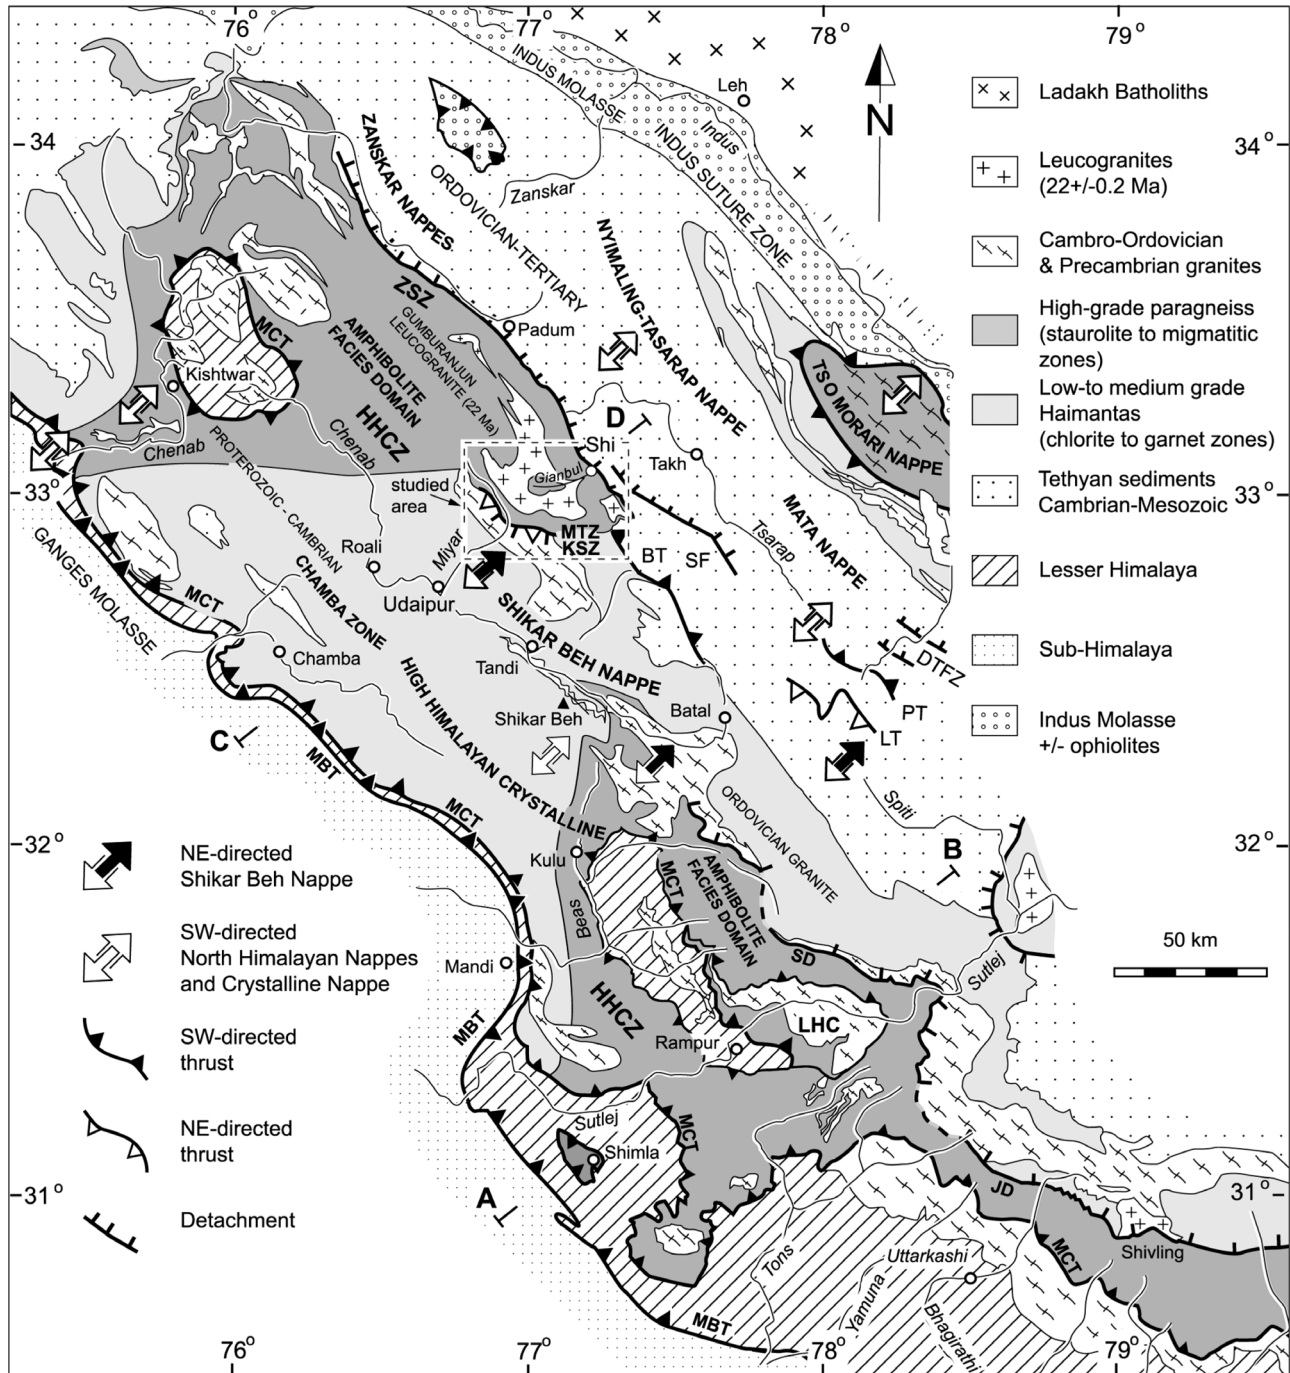 76°
77°
78°
79°
34
34°
33°
33°
32°
32°
31°
31°
76°
77°
78°
79°
N
Leh
INDUS MOLASSE
Indus
INDUS SUTURE ZONE
ZANSKAR NAPPES
ORDOVICIAN-TERTIARY
Zanskar
NYIMALING-TASARAP NAPPE
ZSZ
GUMBURANJUN
LEUCOGRANITE (22 Ma)
AMPHIBOLITE
FACIES DOMAIN
HHCZ
Padum
MCT
Kishtwar
Chenab
Chenab
PROTEROZOIC - CAMBRIAN
TSO MORARI NAPPE
D
Shi
Gianbul
Takh
studied
area
MTZ
KSZ
Miyar
BT
SF
Tsarap
MATA NAPPE
GANGES MOLASSE
MCT
Roali
Udaipur
CHAMBA ZONE
Chamba
SHIKAR BEH NAPPE
Tandi
HIGH HIMALAYAN CRYSTALLINE
Shikar Beh
Batal
DTFZ
PT
LT
C
MBT
MCT
Spiti
ORDOVICIAN GRANITE
B
Kulu
Beas
MCT
AMPHIBOLITE
FACIES DOMAIN
Mandi
SD
Sutlej
HHCZ
LHC
Rampur
MBT
Sutlej
Shimla
MCT
A
JD
MCT
Shivling
Tons
Uttarkashi
Yamuna
Bhagirathi
MBT
Ladakh Batholiths
Leucogranites
(22+/-0.2 Ma)
Cambro-Ordovician
& Precambrian granites
High-grade paragneiss
(staurolite to migmatitic
zones)
Low-to medium grade
Haimantas
(chlorite to garnet zones)
Tethyan sediments
Cambrian-Mesozoic
Lesser Himalaya
Sub-Himalaya
Indus Molasse
+/- ophiolites
50 km
NE-directed
Shikar Beh Nappe
SW-directed
North Himalayan Nappes
and Crystalline Nappe
SW-directed
thrust
NE-directed
thrust
Detachment